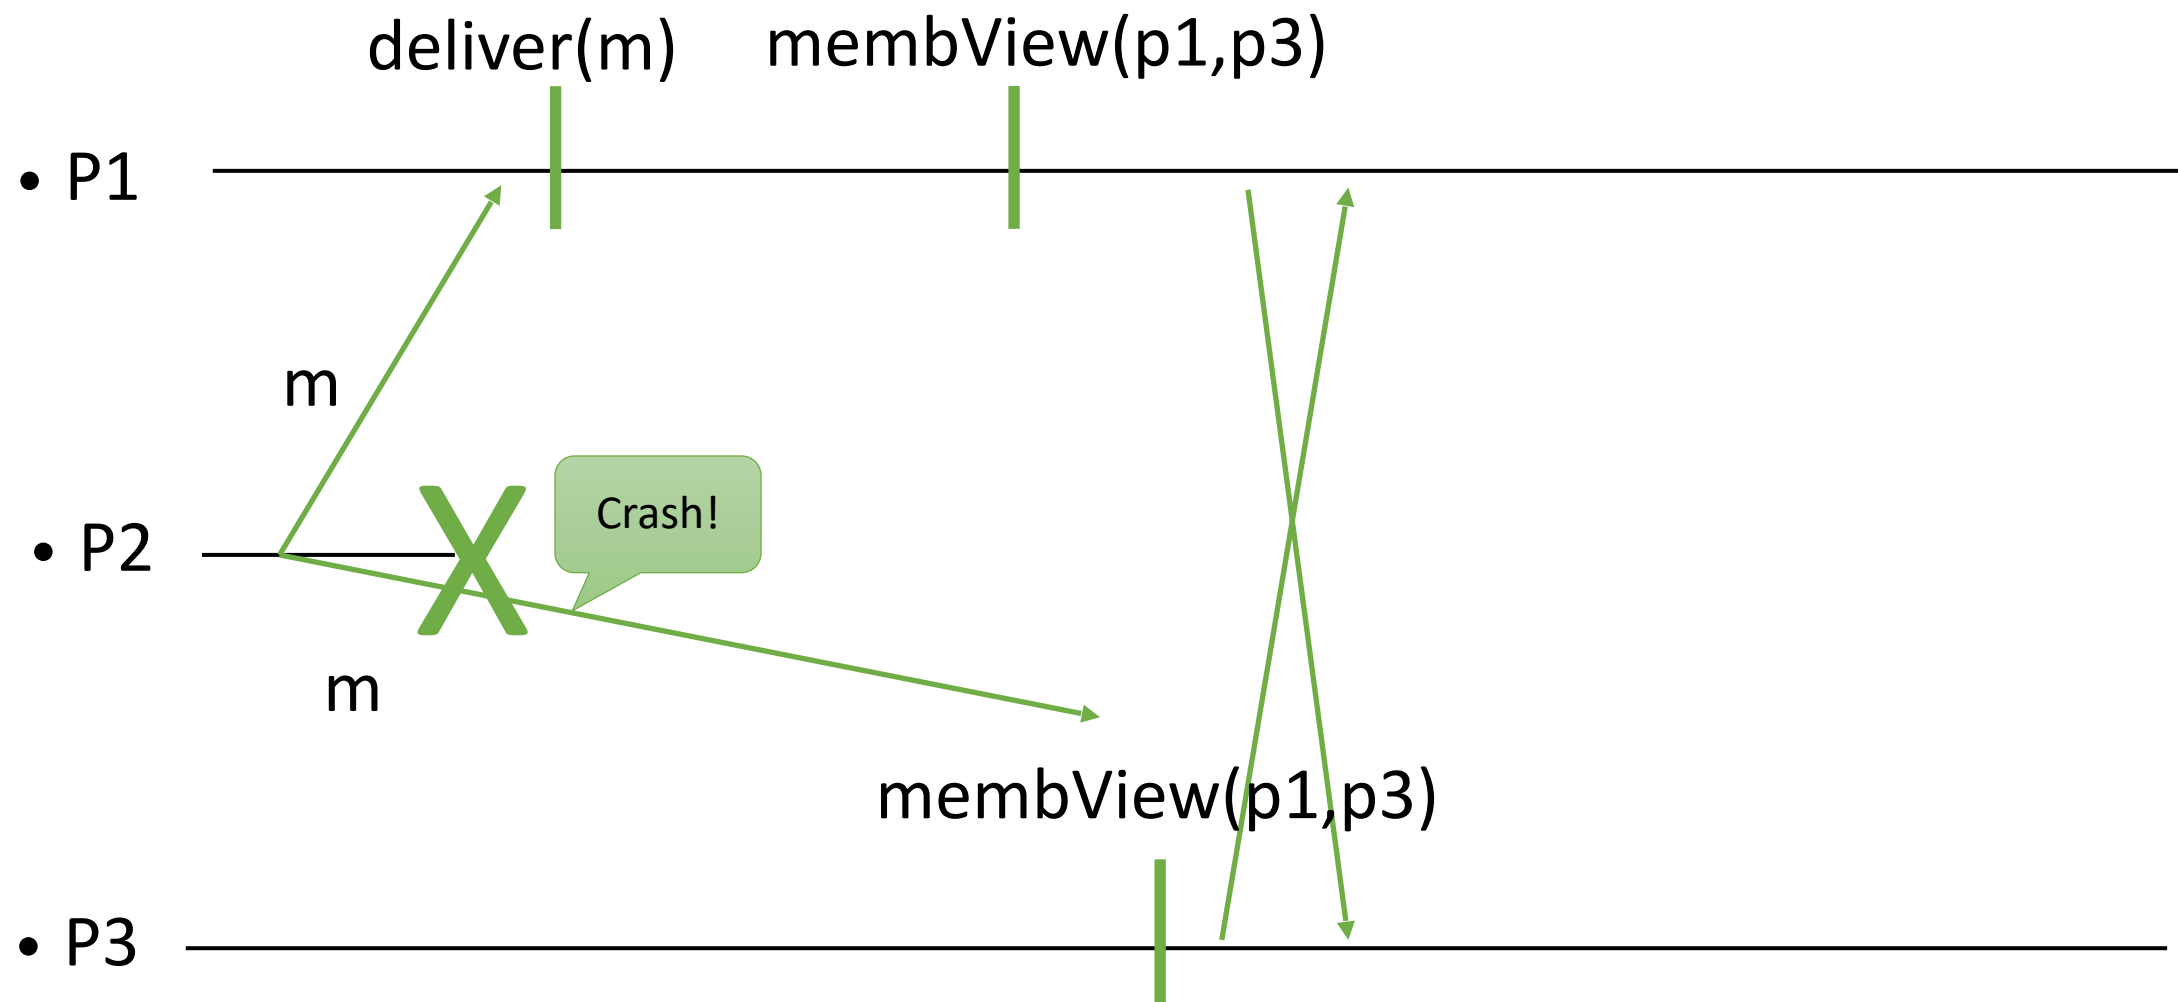 deliver(m) membView(p1,p3)
• P1
m
Crash!
• P2
m
membView(p1,p3)
• P3